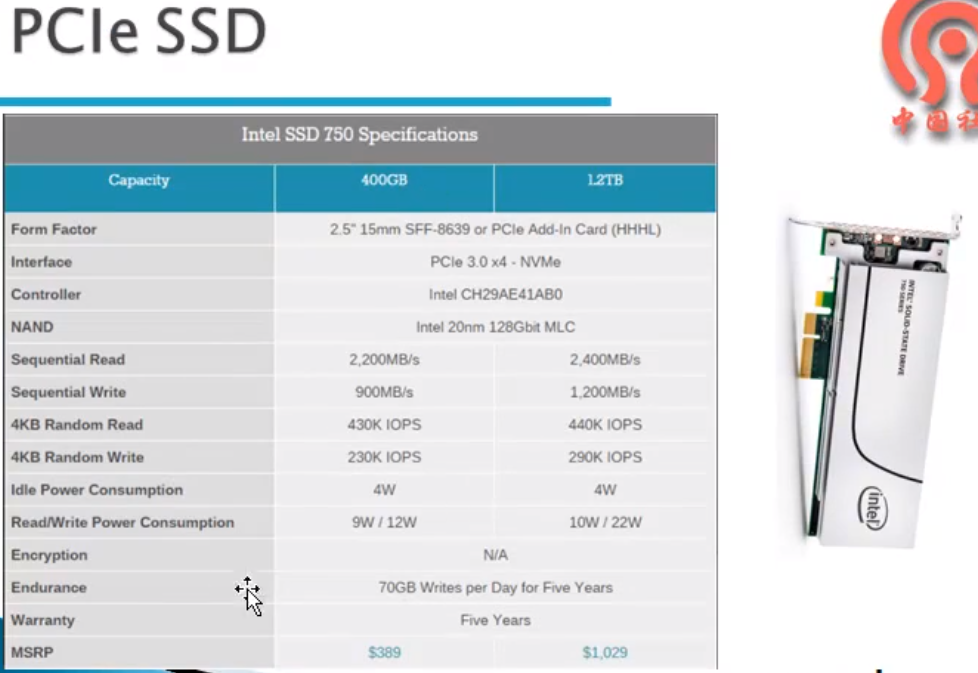 PCIe SSD
中国社
Intel SSD 750 Specifications
Capacity 400GB 1.2TB
Form Factor 2.5" 15mm SFF-8639 or PCIe Add-In Card (HHHL)
Interface PCIe 3.0 x4 - NVMe
Controller Intel CH29AE41AB0
NAND Intel 20nm 128Gbit MLC
Sequential Read 2,200MB/s 2,400MB/s
Sequential Write 900MB/s 1,200MB/s
4KB Random Read 430K IOPS 440K IOPS
4KB Random Write 230K IOPS 290K IOPS
Idle Power Consumption 4W 4W
Read/Write Power Consumption 9W / 12W 10W / 22W
Encryption N/A
Endurance 70GB Writes per Day for Five Years
Warranty Five Years
MSRP $389 $1,029
INTEL® SOLID-STATE DRIVE
750 SERIES
intel